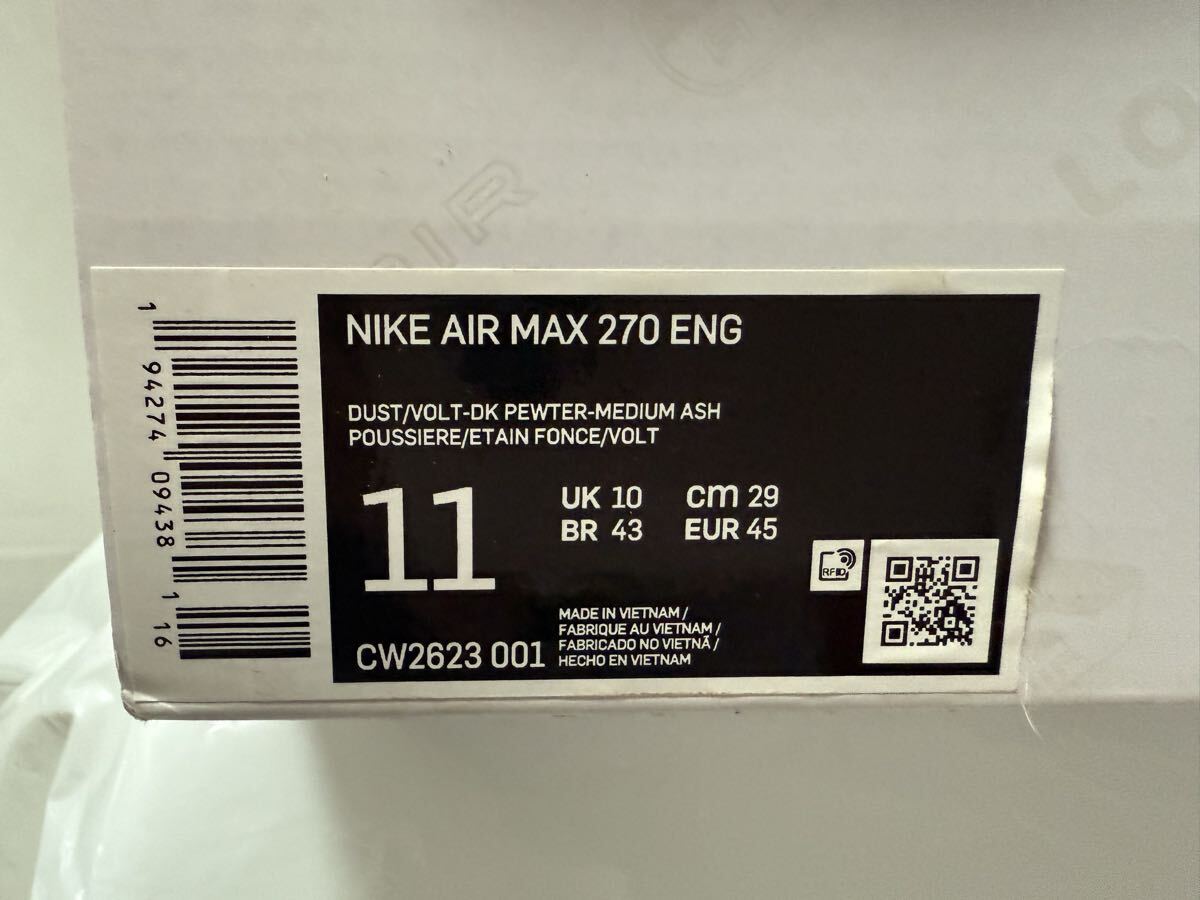 AIR
LO
NIKE AIR MAX 270 ENG
DUST/VOLT-DK PEWTER-MEDIUM ASH
POUSSIERE/ETAIN FONCE/VOLT
11
UK 10 cm 29
BR 43 EUR 45
RFID
CW2623 001
MADE IN VIETNAM /
FABRIQUE AU VIETNAM /
FABRICADO NO VIETNÃ /
HECHO EN VIETNAM
1 94274 09438 1 16